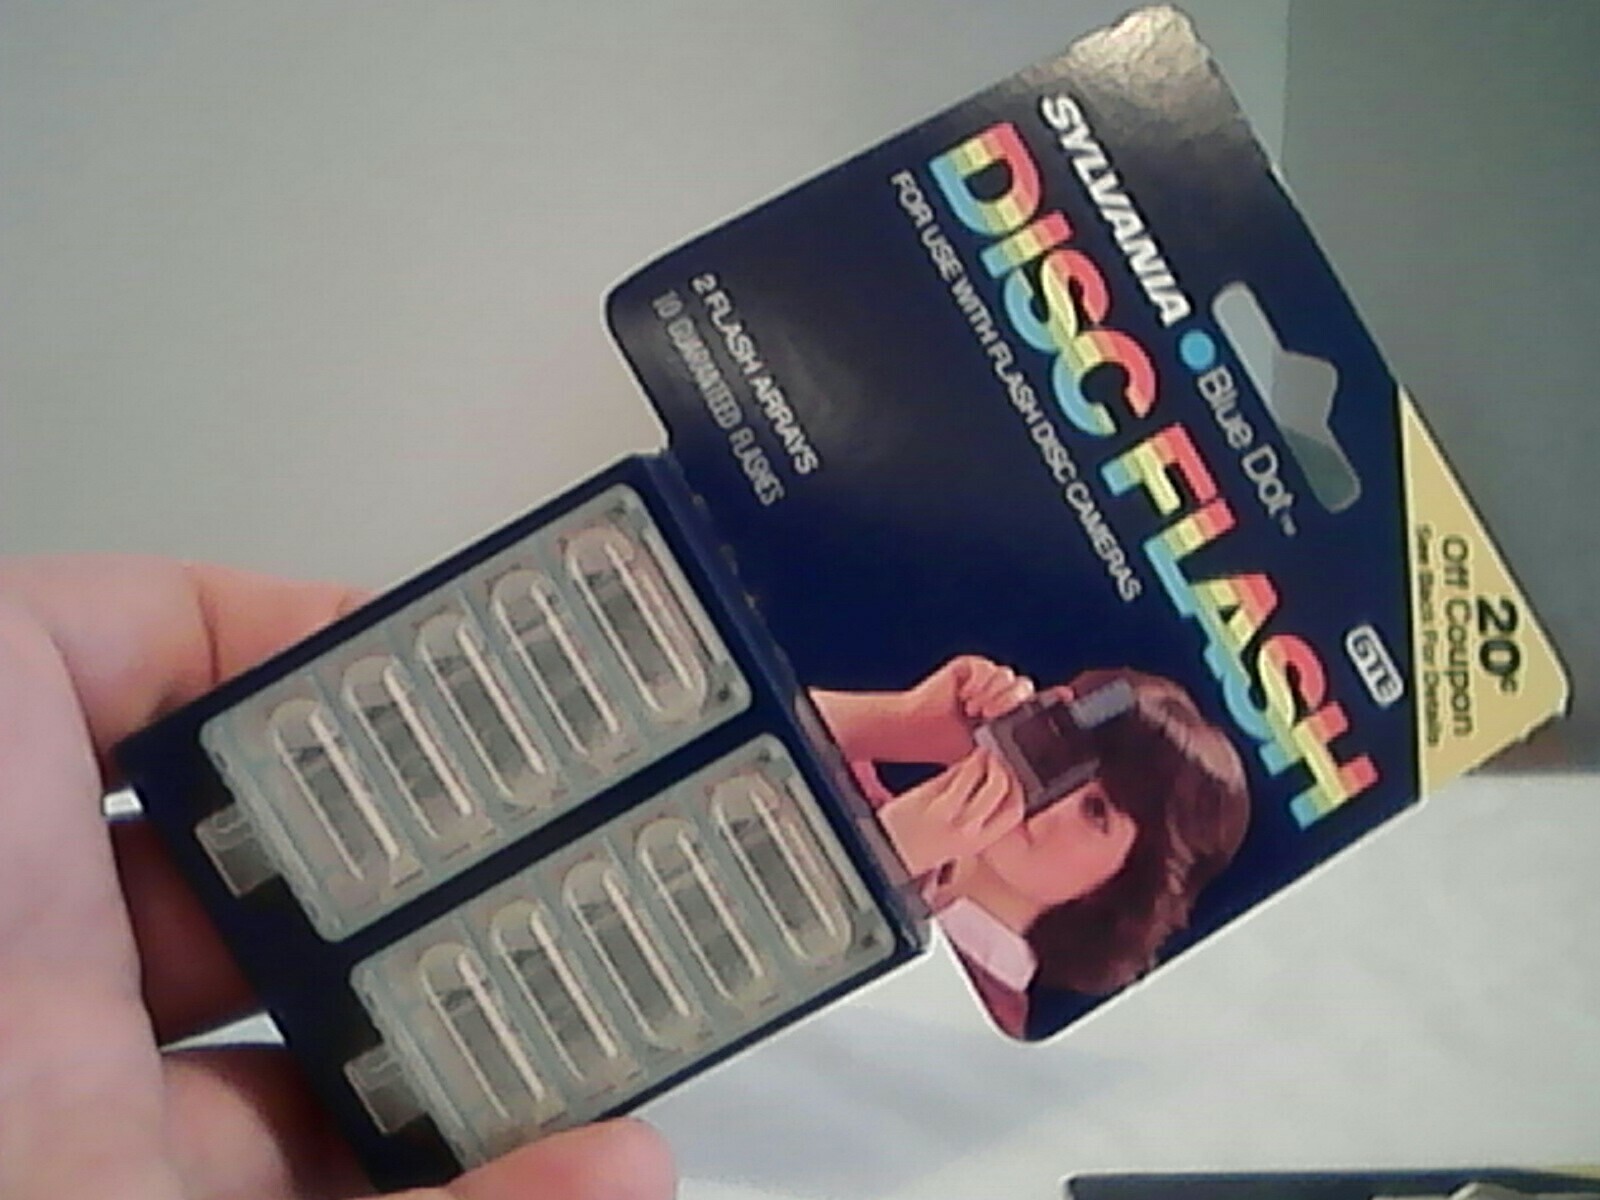 SYLVANIA Blue Dot™
GTE
DISC FLASH
FOR USE WITH FLASH DISC CAMERAS
2 FLASH ARRAYS
10 GUARANTEED FLASHES
20¢
Off Coupon
See Back For Details